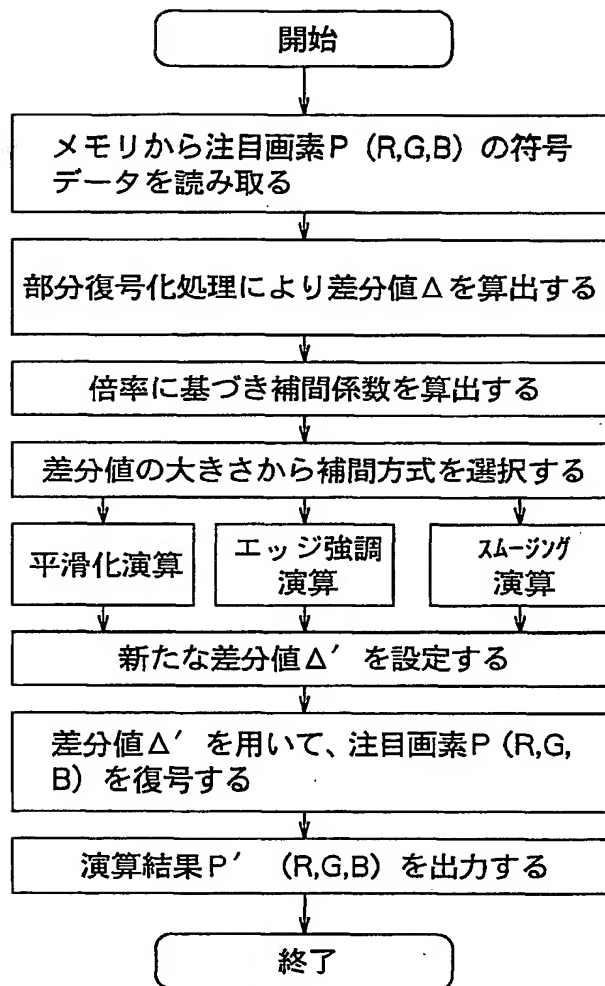 開始
メモリから注目画素P (R,G,B) の符号
データを読み取る
部分復号化処理により差分値Δを算出する
倍率に基づき補間係数を算出する
差分値の大きさから補間方式を選択する
平滑化演算
エッジ強調
演算
スムージング
演算
新たな差分値Δ′ を設定する
差分値Δ′ を用いて、注目画素P (R,G,
B) を復号する
演算結果P′ (R,G,B) を出力する
終了